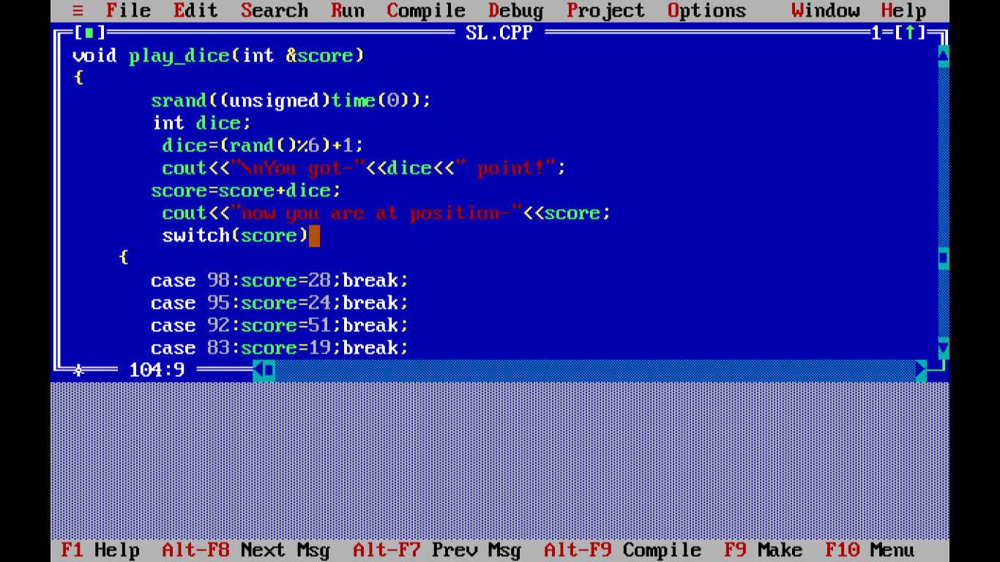 ≡ File Edit Search Run Compile Debug Project Options Window Help
[■] SL.CPP 1=[↑]
void play_dice(int &score)
{
srand((unsigned)time(0));
int dice;
dice=(rand()%6)+1;
cout<<"\nYou got-"<<dice<<" point!";
score=score+dice;
cout<<"now you are at position-"<<score;
switch(score)
{
case 98:score=28;break;
case 95:score=24;break;
case 92:score=51;break;
case 83:score=19;break;
104:9
F1 Help Alt-F8 Next Msg Alt-F7 Prev Msg Alt-F9 Compile F9 Make F10 Menu